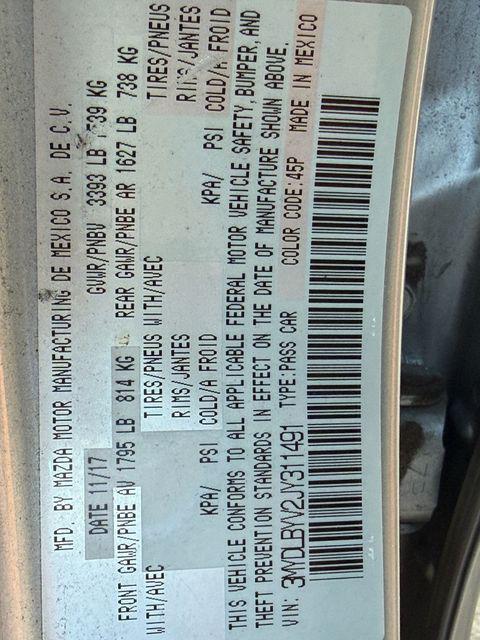 MFD. BY MAZDA MOTOR MANUFACTURING DE MEXICO S.A. DE C.V.
DATE 11/17 GVWR/PNBV 3393 LB 1539 KG
FRONT GAWR/PNBE AV 1795 LB 814 KG REAR GAWR/PNBE AR 1627 LB 738 KG
WITH/AVEC TIRES/PNEUS WITH/AVEC TIRES/PNEUS
RIMS/JANTES RIMS/JANTES
KPA/ PSI COLD/A FROID KPA/ PSI COLD/A FROID
THIS VEHICLE CONFORMS TO ALL APPLICABLE FEDERAL MOTOR VEHICLE SAFETY, BUMPER, AND
THEFT PREVENTION STANDARDS IN EFFECT ON THE DATE OF MANUFACTURE SHOWN ABOVE.
VIN: 3MYDLBYV2JY311491 TYPE:PASS CAR COLOR CODE:45P MADE IN MEXICO